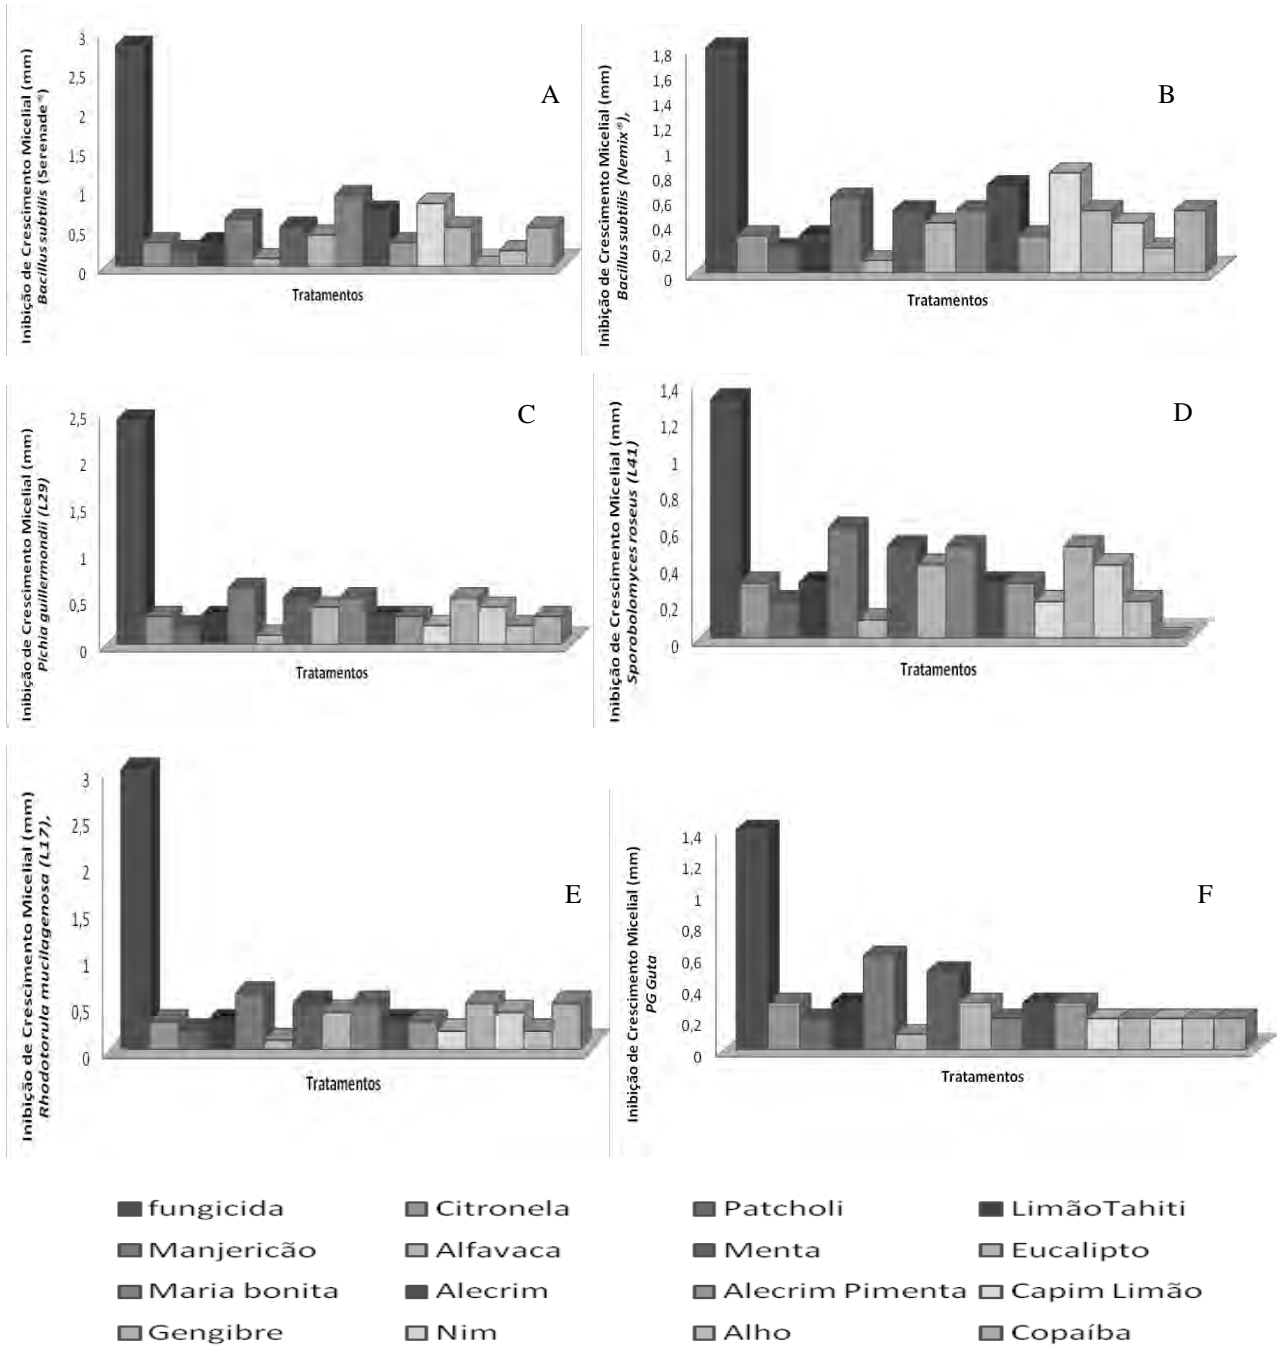 Inibição de Crescimento Micelial (mm)
Bacillus subtilis (Serenade®)
3
2,5
2
1,5
1
0,5
0
A
Tratamentos
Inibição de Crescimento Micelial (mm)
Bacillus subtilis (Nemix®),
1,8
1,6
1,4
1,2
1
0,8
0,6
0,4
0,2
0
B
Tratamentos
Inibição de Crescimento Micelial (mm)
Pichia guillermondii (L29)
2,5
2
1,5
1
0,5
0
C
Tratamentos
Inibição de Crescimento Micelial (mm)
Sporobolomyces roseus (L41)
1,4
1,2
1
0,8
0,6
0,4
0,2
0
D
Tratamentos
Inibição de Crescimento Micelial (mm)
Rhodotorula mucilagenosa (L17),
3
2,5
2
1,5
1
0,5
0
E
Tratamentos
Inibição de Crescimento Micelial (mm)
PG Guta
1,4
1,2
1
0,8
0,6
0,4
0,2
0
F
Tratamentos
fungicida Citronela Patcholi LimãoTahiti
Manjericão Alfavaca Menta Eucalipto
Maria bonita Alecrim Alecrim Pimenta Capim Limão
Gengibre Nim Alho Copaíba